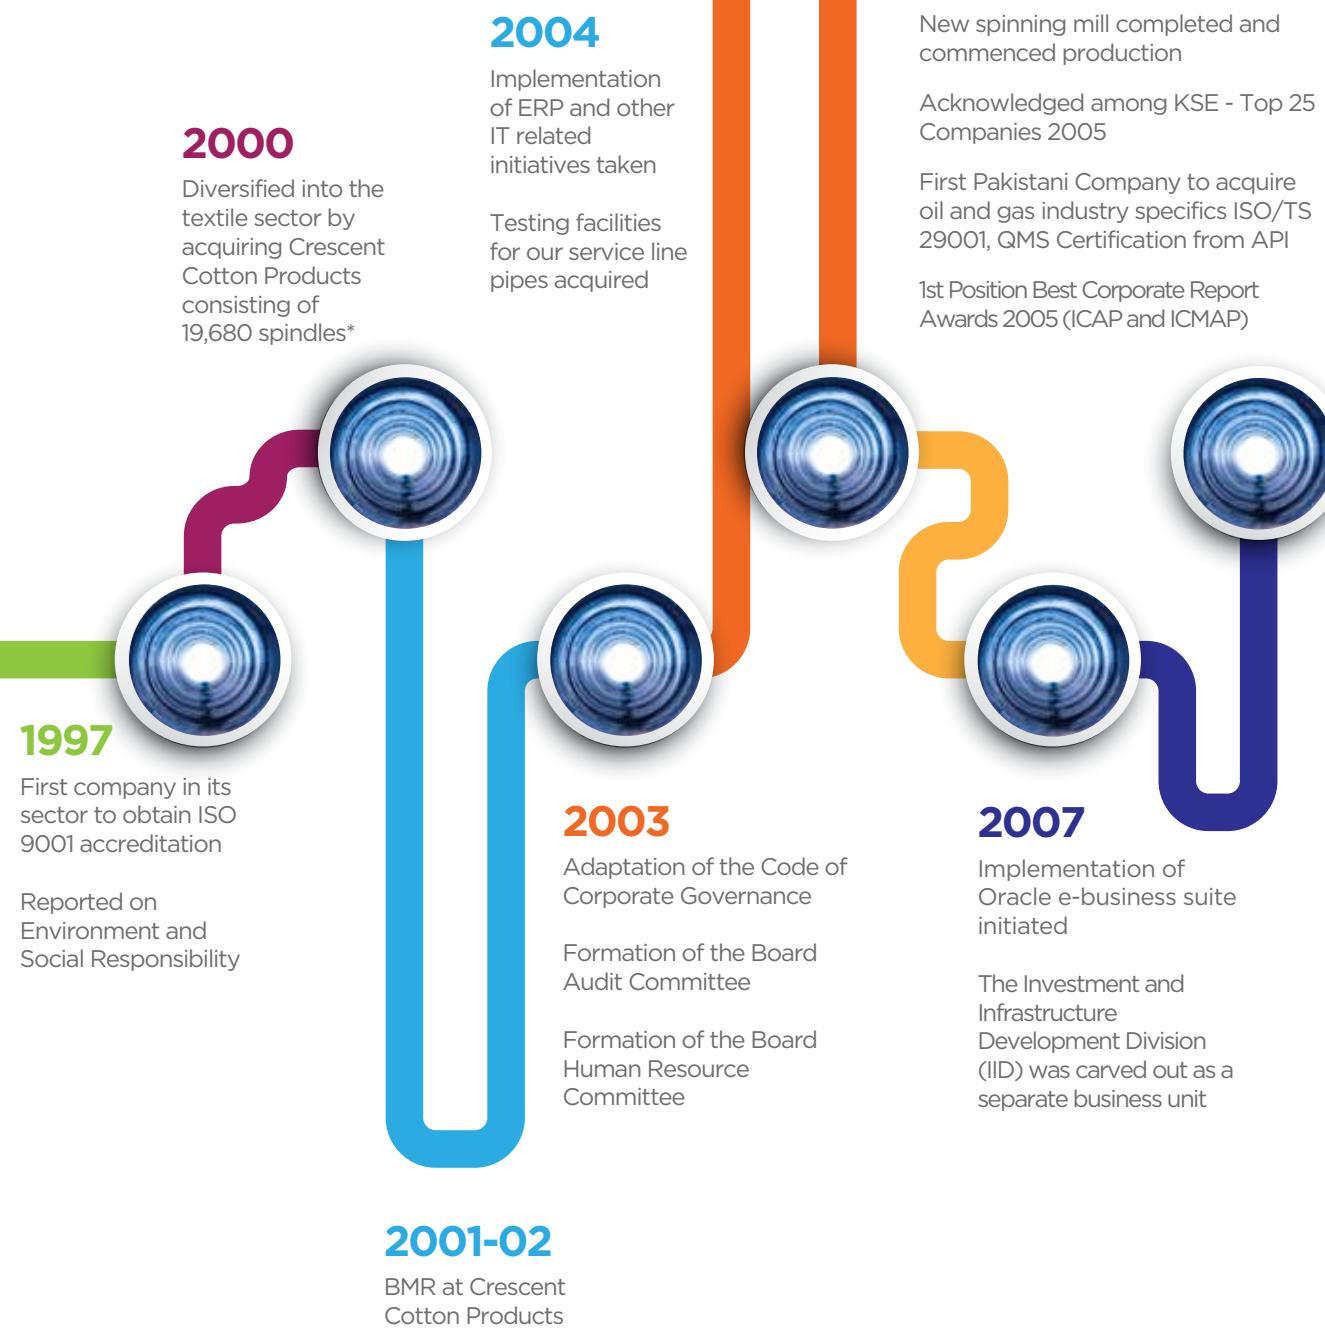 2004
Implementation
of ERP and other
IT related
initiatives taken
Testing facilities
for our service line
pipes acquired
New spinning mill completed and
commenced production
Acknowledged among KSE - Top 25
Companies 2005
First Pakistani Company to acquire
oil and gas industry specifics ISO/TS
29001, QMS Certification from API
1st Position Best Corporate Report
Awards 2005 (ICAP and ICMAP)
2000
Diversified into the
textile sector by
acquiring Crescent
Cotton Products
consisting of
19,680 spindles*
1997
First company in its
sector to obtain ISO
9001 accreditation
Reported on
Environment and
Social Responsibility
2003
Adaptation of the Code of
Corporate Governance
Formation of the Board
Audit Committee
Formation of the Board
Human Resource
Committee
2007
Implementation of
Oracle e-business suite
initiated
The Investment and
Infrastructure
Development Division
(IID) was carved out as a
separate business unit
2001-02
BMR at Crescent
Cotton Products